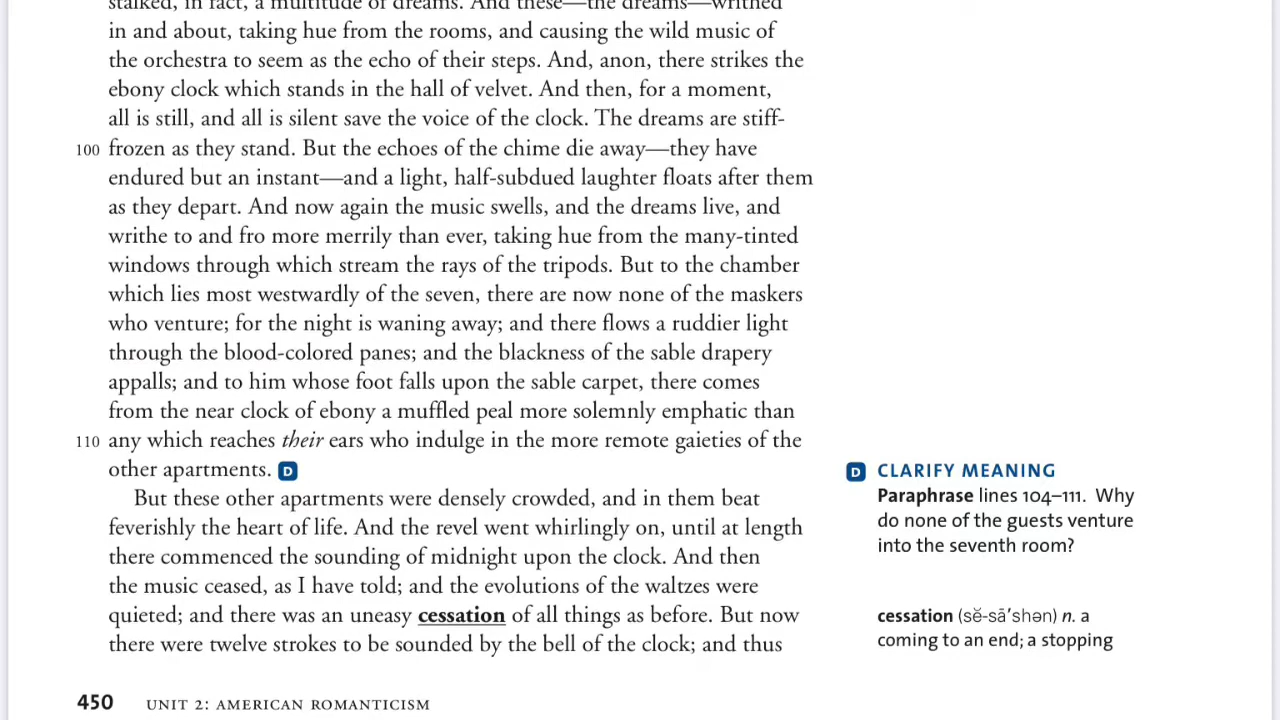 stalked, in fact, a multitude of dreams. And these—the dreams—writhed
in and about, taking hue from the rooms, and causing the wild music of
the orchestra to seem as the echo of their steps. And, anon, there strikes the
ebony clock which stands in the hall of velvet. And then, for a moment,
all is still, and all is silent save the voice of the clock. The dreams are stiff-
100 frozen as they stand. But the echoes of the chime die away—they have
endured but an instant—and a light, half-subdued laughter floats after them
as they depart. And now again the music swells, and the dreams live, and
writhe to and fro more merrily than ever, taking hue from the many-tinted
windows through which stream the rays of the tripods. But to the chamber
which lies most westwardly of the seven, there are now none of the maskers
who venture; for the night is waning away; and there flows a ruddier light
through the blood-colored panes; and the blackness of the sable drapery
appalls; and to him whose foot falls upon the sable carpet, there comes
from the near clock of ebony a muffled peal more solemnly emphatic than
110 any which reaches their ears who indulge in the more remote gaieties of the
other apartments. D
But these other apartments were densely crowded, and in them beat
feverishly the heart of life. And the revel went whirlingly on, until at length
there commenced the sounding of midnight upon the clock. And then
the music ceased, as I have told; and the evolutions of the waltzes were
quieted; and there was an uneasy cessation of all things as before. But now
there were twelve strokes to be sounded by the bell of the clock; and thus
D CLARIFY MEANING
Paraphrase lines 104–111. Why
do none of the guests venture
into the seventh room?
cessation (sĕ-sā′shən) n. a
coming to an end; a stopping
450 UNIT 2: AMERICAN ROMANTICISM